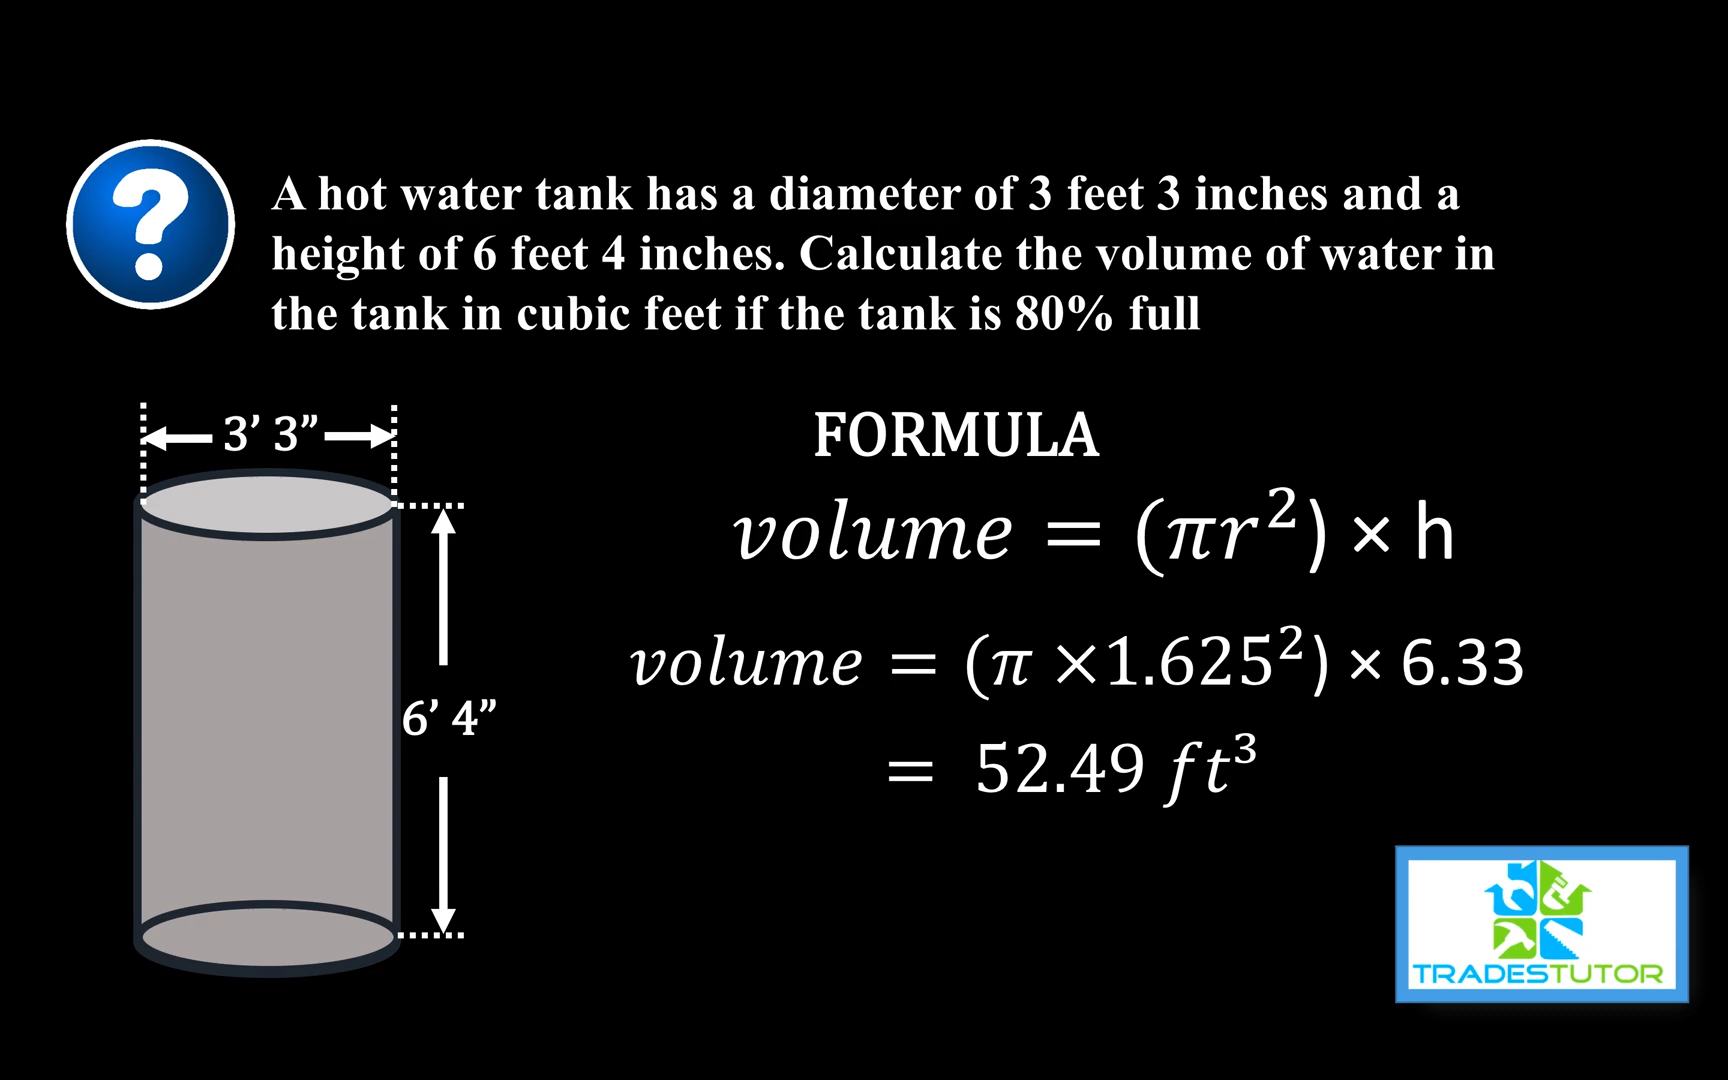 ?
A hot water tank has a diameter of 3 feet 3 inches and a
height of 6 feet 4 inches. Calculate the volume of water in
the tank in cubic feet if the tank is 80% full
3’ 3”
6’ 4”
FORMULA
volume = (πr²) × h
volume = (π ×1.625²) × 6.33
= 52.49 ft³
TRADESTUTOR